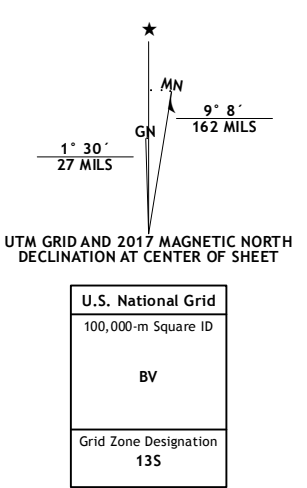 ★
MN
GN
9° 8´
162 MILS
1° 30´
27 MILS
UTM GRID AND 2017 MAGNETIC NORTH
DECLINATION AT CENTER OF SHEET
U.S. National Grid
100,000-m Square ID
BV
Grid Zone Designation
13S